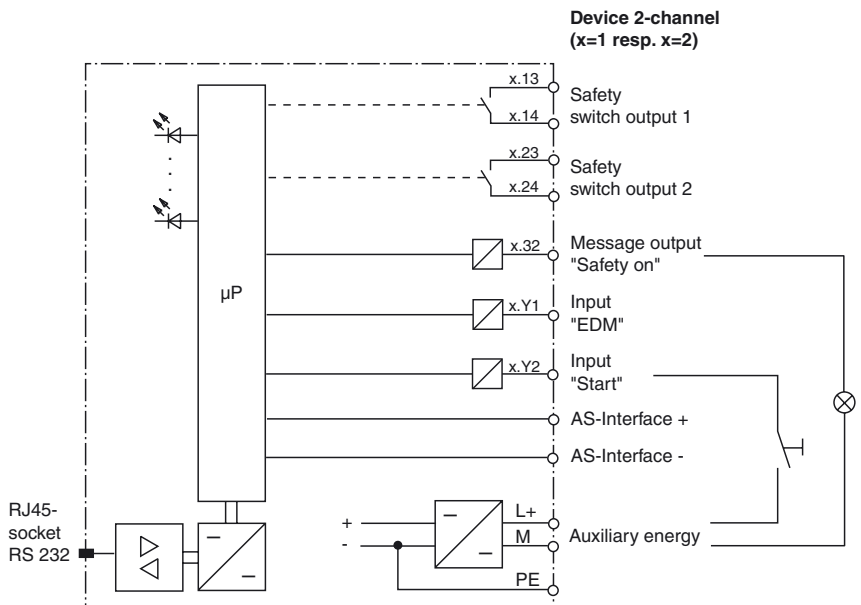 Device 2-channel
(x=1 resp. x=2)
x.13
Safety
switch output 1
x.14
x.23
Safety
switch output 2
x.24
x.32
Message output
"Safety on"
µP
x.Y1
Input
"EDM"
x.Y2
Input
"Start"
AS-Interface +
AS-Interface -
RJ45-
socket
RS 232
+
-
L+
M
Auxiliary energy
PE